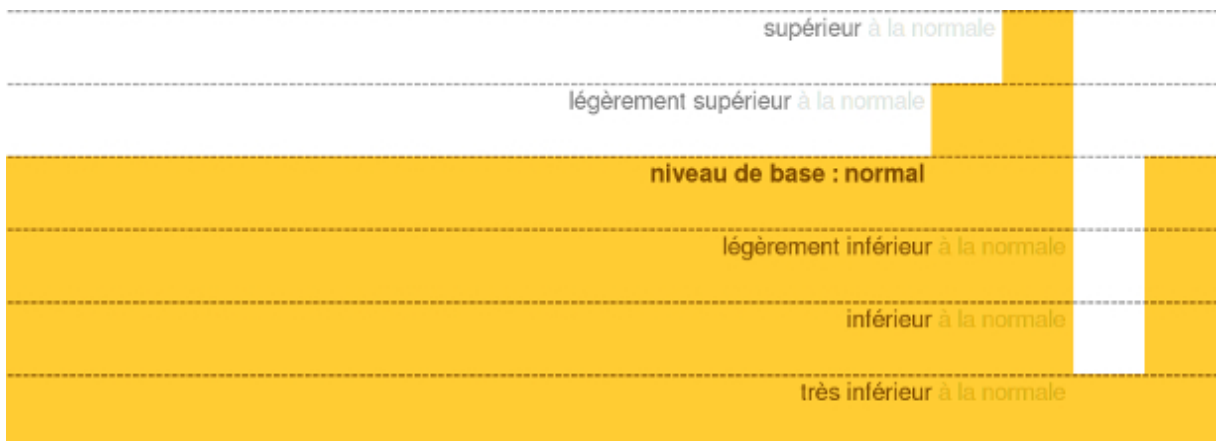 supérieur à la normale
légèrement supérieur à la normale
niveau de base : normal
légèrement inférieur à la normale
inférieur à la normale
très inférieur à la normale